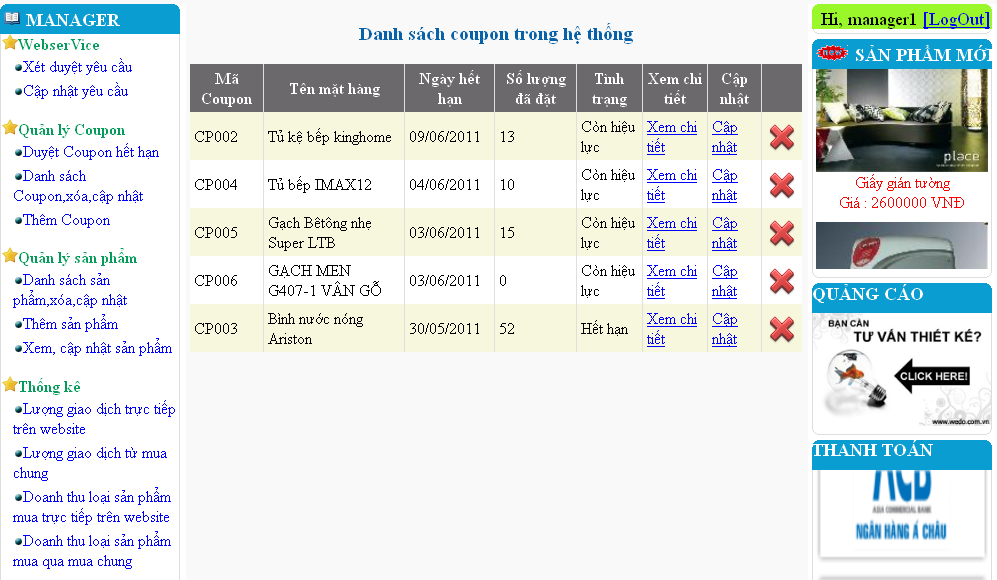 MANAGER
WebserVice
Xét duyệt yêu cầu
Cập nhật yêu cầu
Quản lý Coupon
Duyệt Coupon hết hạn
Danh sách
Coupon,xóa,cập nhật
Thêm Coupon
Quản lý sản phẩm
Danh sách sản
phẩm,xóa,cập nhật
Thêm sản phẩm
Xem, cập nhật sản phẩm
Thống kê
Lượng giao dịch trực tiếp
trên website
Lượng giao dịch từ mua
chung
Doanh thu loại sản phẩm
mua trực tiếp trên website
Doanh thu loại sản phẩm
mua qua mua chung
Danh sách coupon trong hệ thống
Mã Coupon Tên mặt hàng Ngày hết hạn Số lượng đã đặt Tình trạng Xem chi tiết Cập nhật
CP002 Tủ kệ bếp kinghome 09/06/2011 13 Còn hiệu lực Xem chi tiết Cập nhật
CP004 Tủ bếp IMAX12 04/06/2011 10 Còn hiệu lực Xem chi tiết Cập nhật
CP005 Gạch Bêtông nhẹ Super LTB 03/06/2011 15 Còn hiệu lực Xem chi tiết Cập nhật
CP006 GẠCH MEN G407-1 VÂN GỖ 03/06/2011 0 Còn hiệu lực Xem chi tiết Cập nhật
CP003 Bình nước nóng Ariston 30/05/2011 52 Hết hạn Xem chi tiết Cập nhật
Hi, manager1 [LogOut]
new SẢN PHẨM MỚI
place
Giấy gián tường
Giá : 2600000 VNĐ
QUẢNG CÁO
BẠN CẦN
TƯ VẤN THIẾT KẾ?
CLICK HERE!
www.wedo.com.vn
THANH TOÁN
ACB
ASIA COMMERCIAL BANK
NGÂN HÀNG Á CHÂU